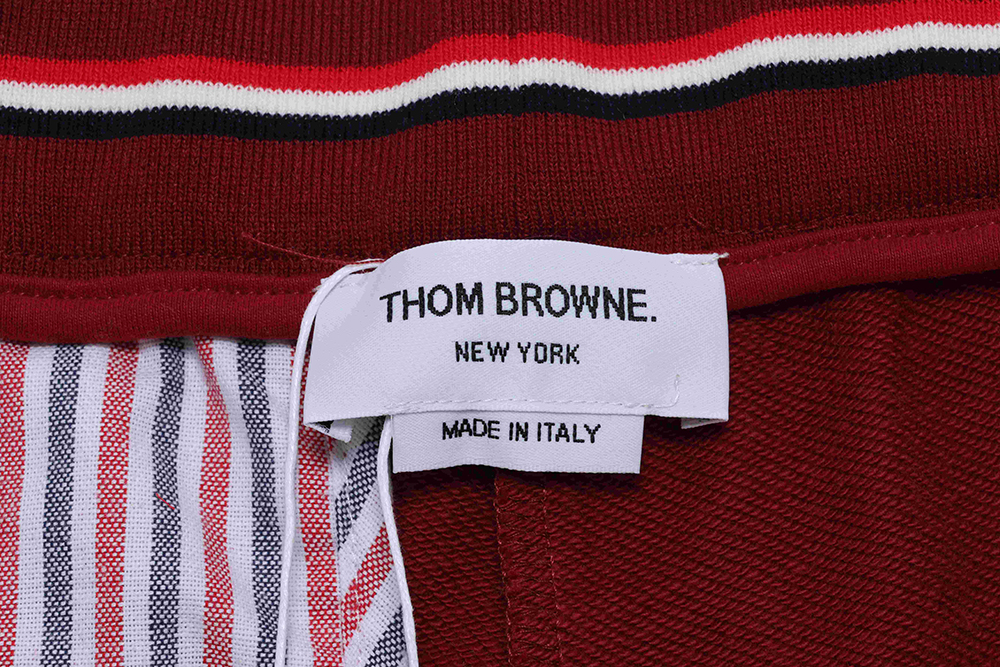 THOM BROWNE.
NEW YORK
MADE IN ITALY